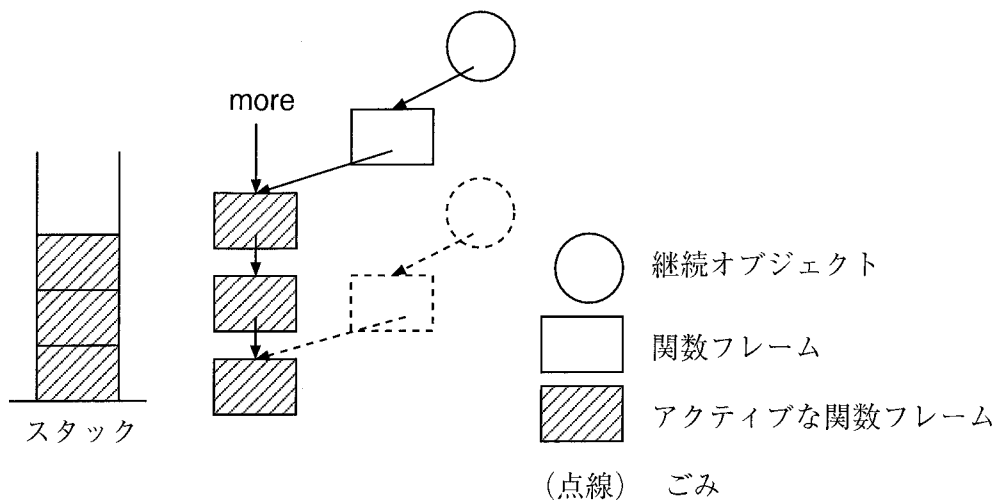 more
スタック
継続オブジェクト
関数フレーム
アクティブな関数フレーム
(点線) ごみ